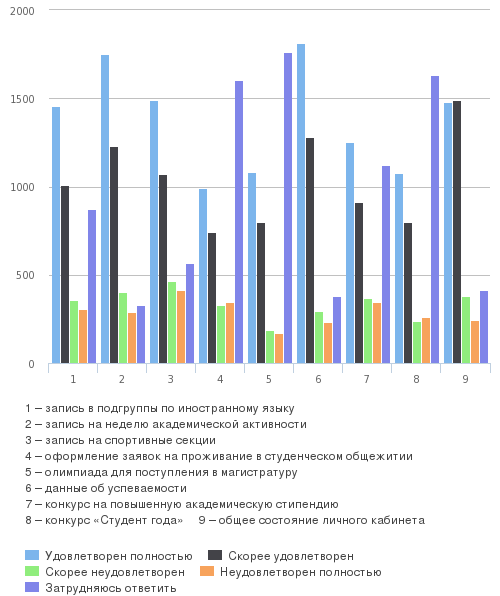 2000
1500
1000
500
0
1 2 3 4 5 6 7 8 9
1 – запись в подгруппы по иностранному языку
2 – запись на неделю академической активности
3 – запись на спортивные секции
4 – оформление заявок на проживание в студенческом общежитии
5 – олимпиада для поступления в магистратуру
6 – данные об успеваемости
7 – конкурс на повышенную академическую стипендию
8 – конкурс «Студент года» 9 – общее состояние личного кабинета
Удовлетворен полностью Скорее удовлетворен
Скорее неудовлетворен Неудовлетворен полностью
Затрудняюсь ответить